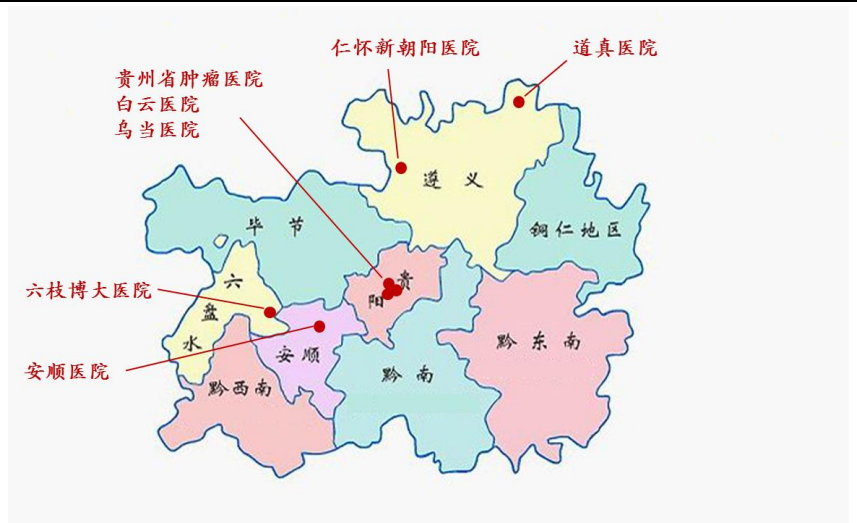 仁怀新朝阳医院
道真医院
贵州省肿瘤医院
白云医院
乌当医院
遵义
毕节
铜仁地区
六盘水
贵阳
六枝博大医院
安顺
黔东南
黔南
安顺医院
黔西南